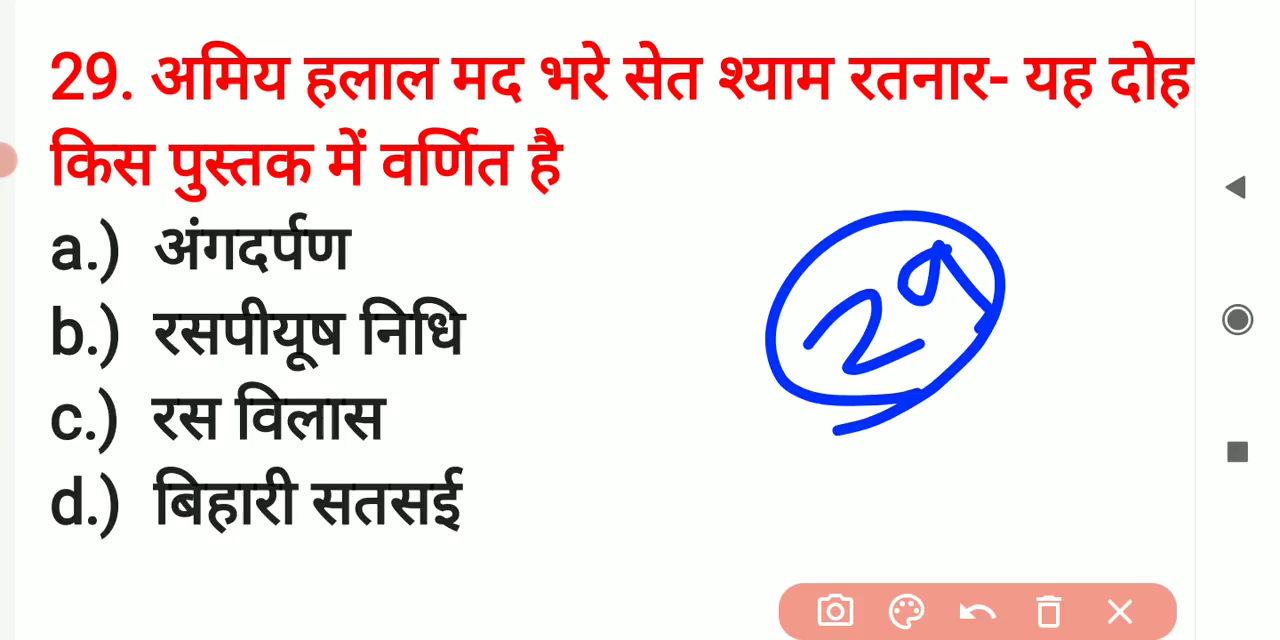 29. अमिय हलाल मद भरे सेत श्याम रतनार- यह दोह
किस पुस्तक में वर्णित है
a.) अंगदर्पण
b.) रसपीयूष निधि
c.) रस विलास
d.) बिहारी सतसई
29